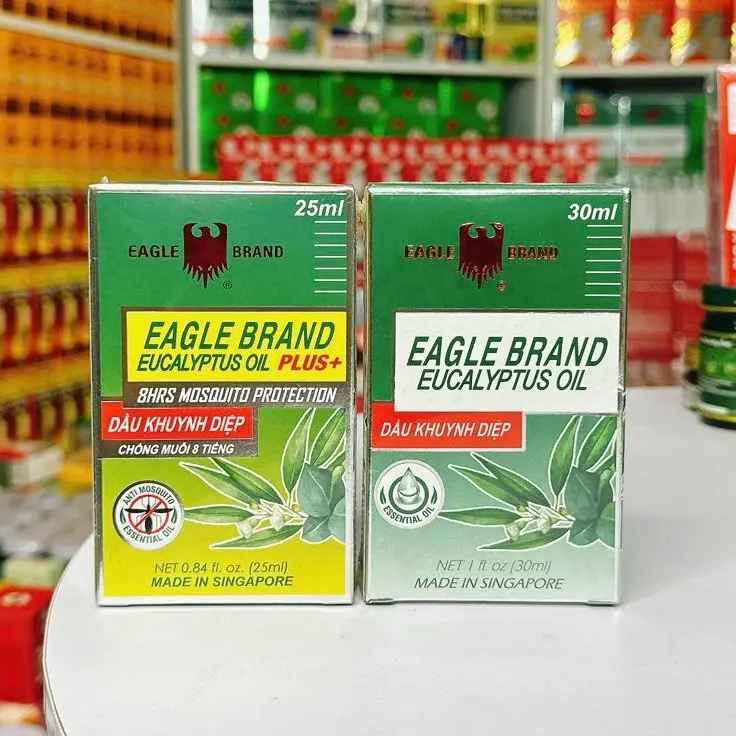 25ml
EAGLE BRAND
®
EAGLE BRAND
EUCALYPTUS OIL PLUS+
8HRS MOSQUITO PROTECTION
DẦU KHUYNH DIỆP
CHỐNG MUỖI 8 TIẾNG
ANTI MOSQUITO
ESSENTIAL OIL
NET 0.84 fl. oz. (25ml)
MADE IN SINGAPORE
30ml
EAGLE BRAND
®
EAGLE BRAND
EUCALYPTUS OIL
DẦU KHUYNH DIỆP
ESSENTIAL OIL
NET 1 fl. oz (30ml)
MADE IN SINGAPORE